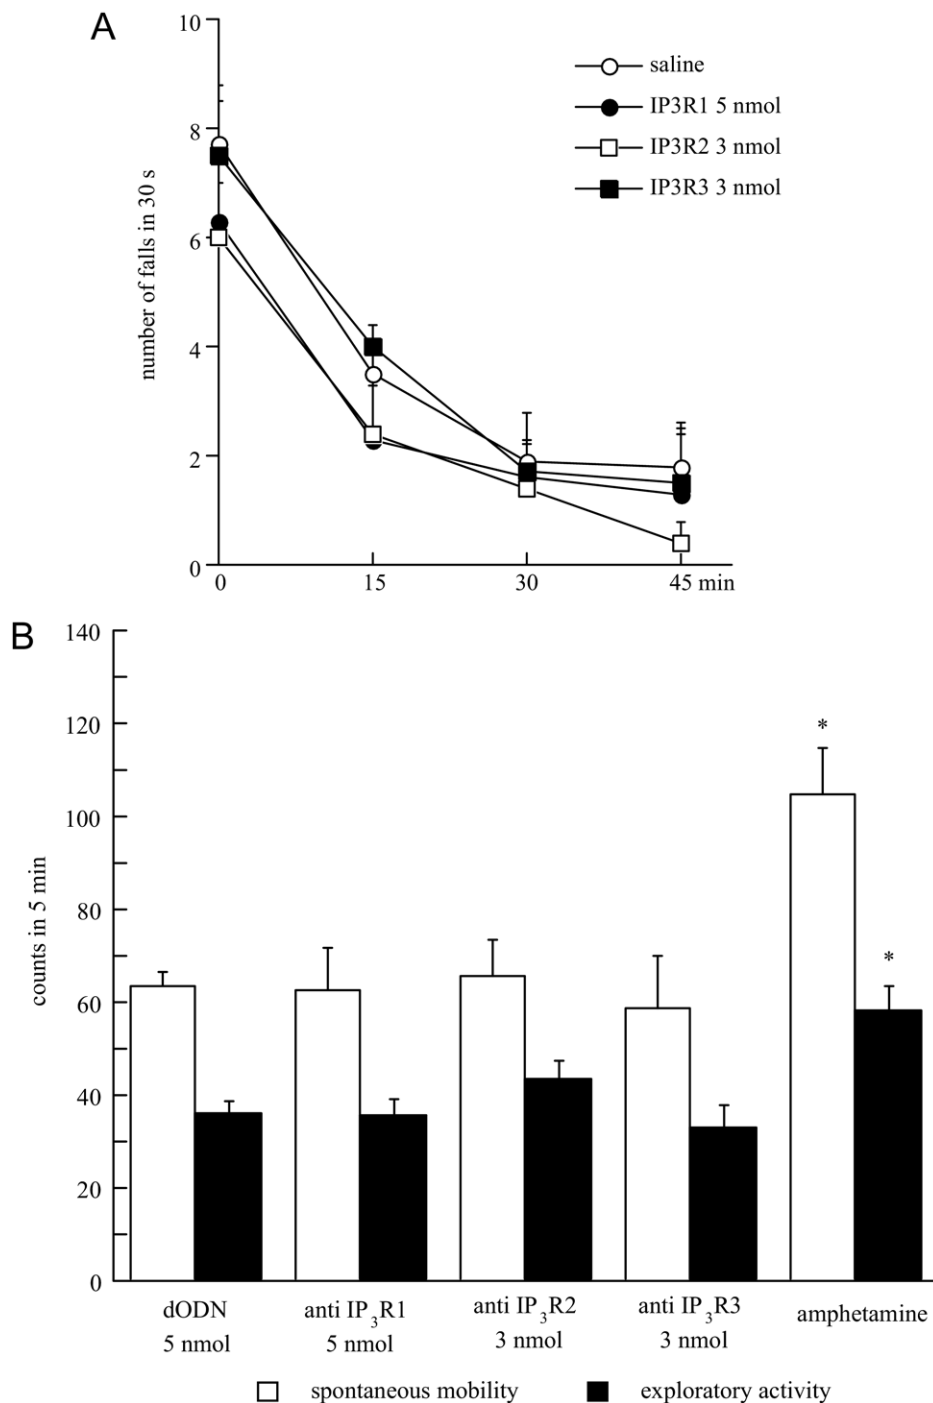 A
10
8
6
4
2
0
number of falls in 30 s
saline
IP3R1 5 nmol
IP3R2 3 nmol
IP3R3 3 nmol
0 15 30 45 min
B
140
120
100
80
60
40
20
0
counts in 5 min
* *
dODN anti IP3R1 anti IP3R2 anti IP3R3 amphetamine
5 nmol 5 nmol 3 nmol 3 nmol
spontaneous mobility exploratory activity